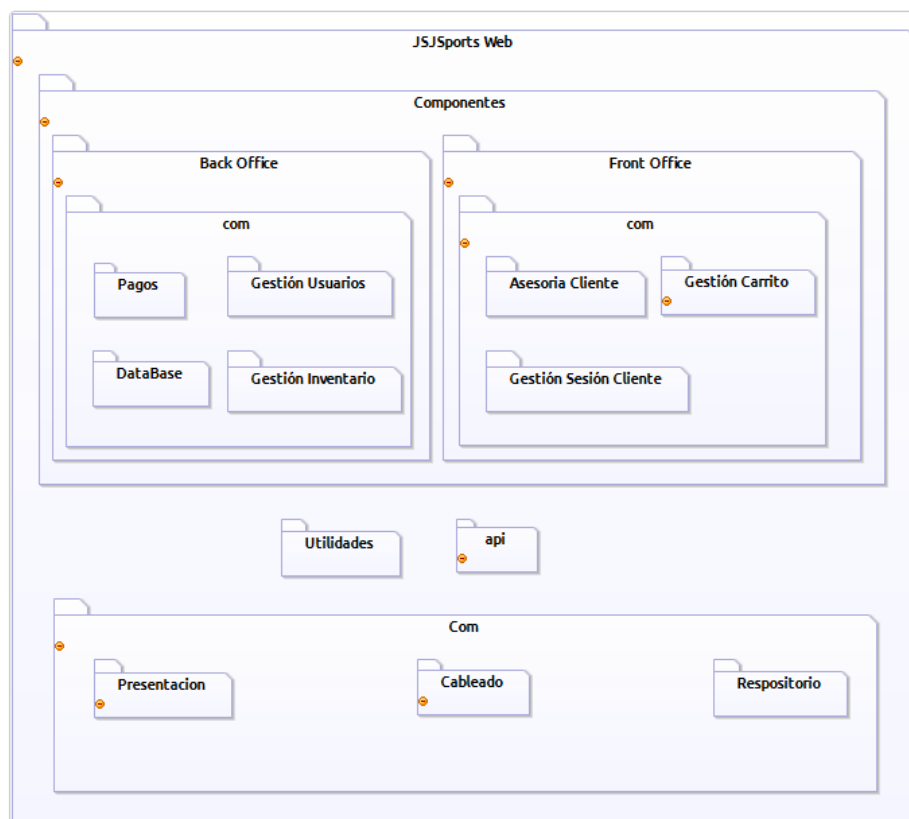 JSJSports Web
Componentes
Back Office
Front Office
com
com
Pagos
Gestión Usuarios
Asesoria Cliente
Gestión Carrito
DataBase
Gestión Inventario
Gestión Sesión Cliente
Utilidades
api
Com
Presentacion
Cableado
Respositorio